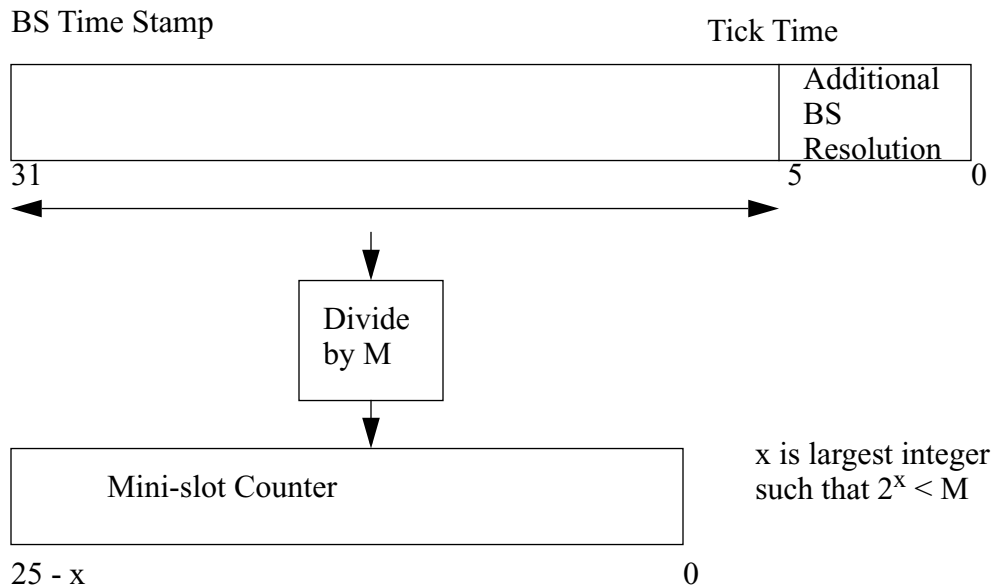 BS Time Stamp
Tick Time
Additional
BS
Resolution
31
5
0
Divide
by M
Mini-slot Counter
x is largest integer
such that 2ˣ < M
25 - x
0